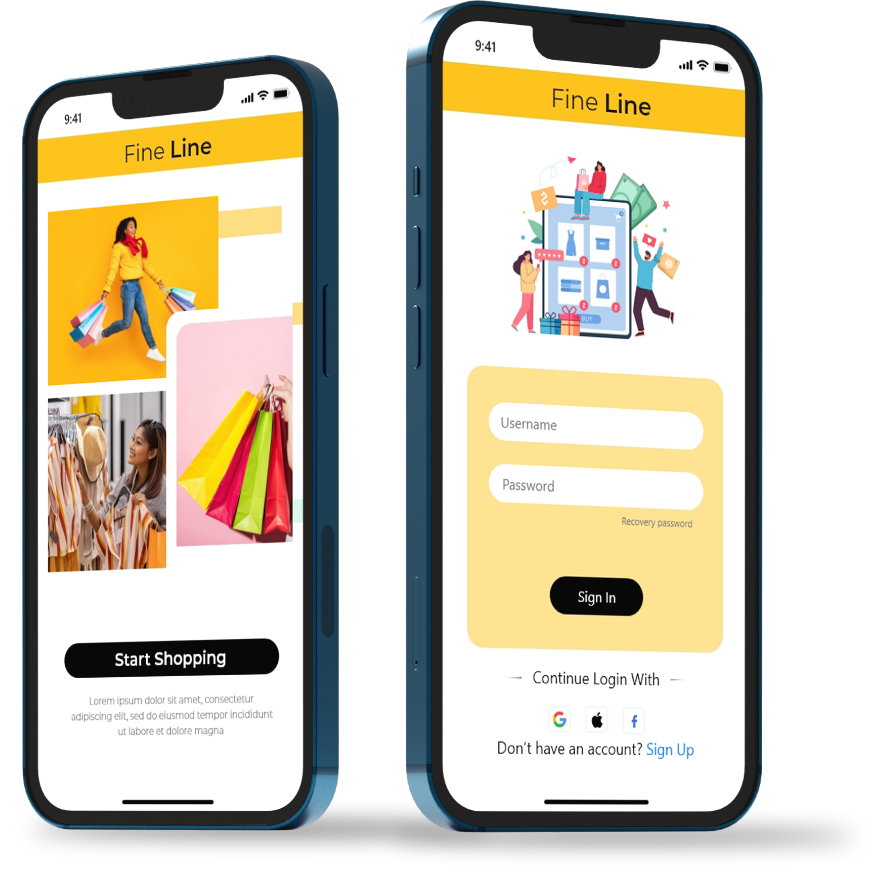 9:41
Fine Line
Start Shopping
Lorem ipsum dolor sit amet, consectetur
adipiscing elit, sed do eiusmod tempor incididunt
ut labore et dolore magna
9:41
Fine Line
BUY
Username
Password
Recovery password
Sign In
Continue Login With
Don't have an account? Sign Up